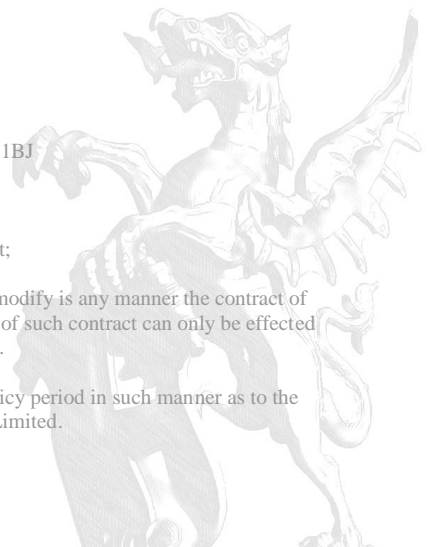 1BJ
t;
modify is any manner the contract of
of such contract can only be effected
.
icy period in such manner as to the
Limited.